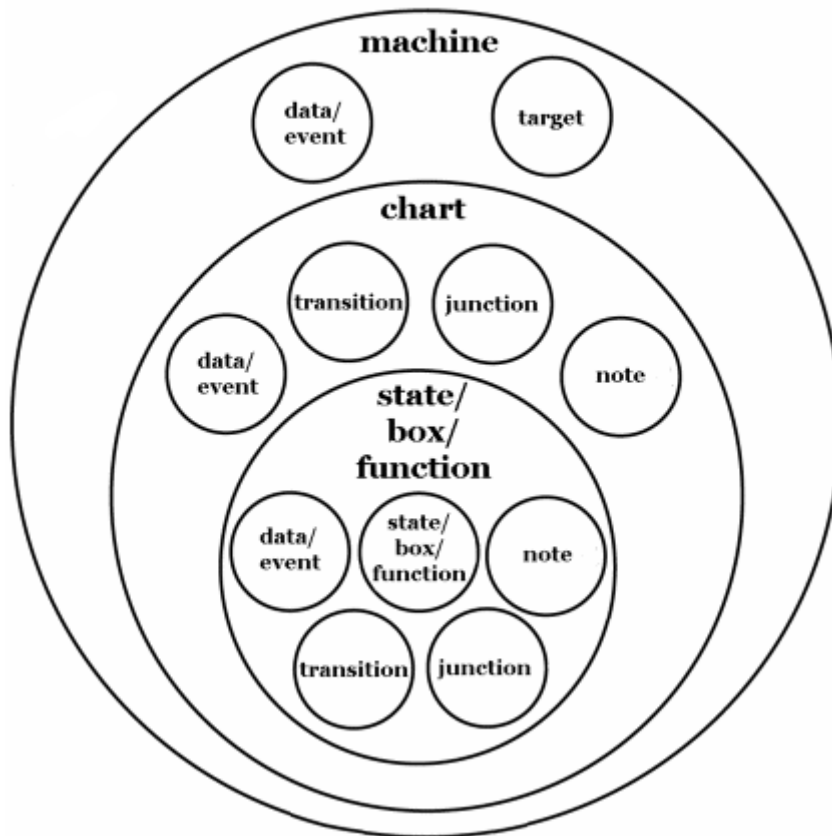 machine
data/
event
target
chart
transition
junction
data/
event
note
state/
box/
function
data/
event
state/
box/
function
note
transition
junction